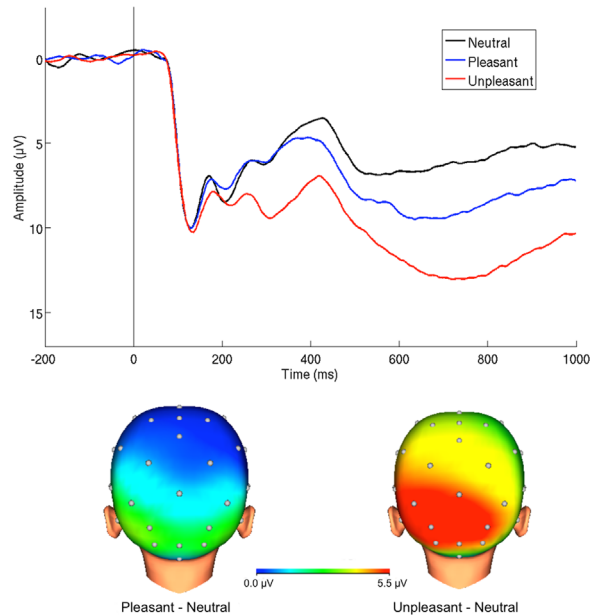 Neutral
Pleasant
Unpleasant
0
5
10
15
Amplitude (µV)
-200
0
200
400
600
800
1000
Time (ms)
0.0 µV
5.5 µV
Pleasant - Neutral
Unpleasant - Neutral